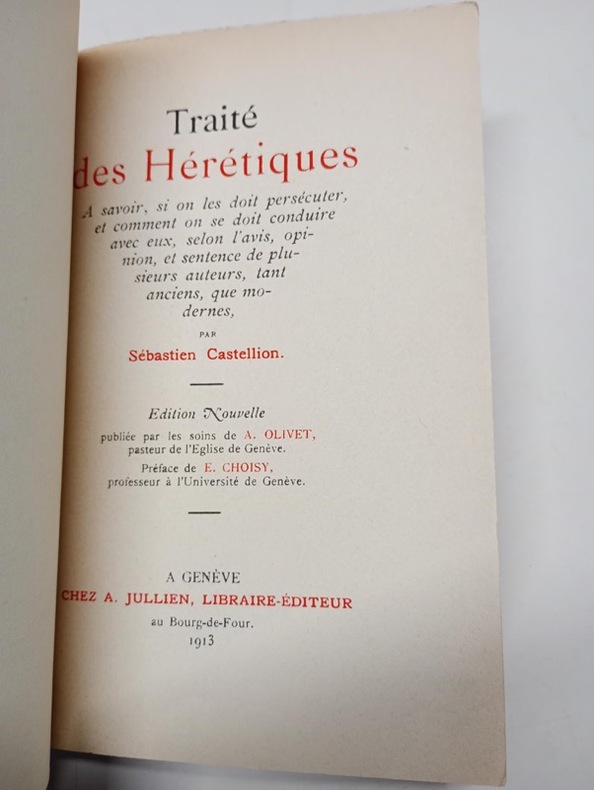 Traité
des Hérétiques
A savoir, si on les doit persécuter,
et comment on se doit conduire
avec eux, selon l'avis, opi-
nion, et sentence de plu-
sieurs auteurs, tant
anciens, que mo-
dernes,
PAR
Sébastien Castellion.
Edition Nouvelle
publiée par les soins de A. OLIVET,
pasteur de l'Eglise de Genève.
Préface de E. CHOISY,
professeur à l'Université de Genève.
A GENÈVE
CHEZ A. JULLIEN, LIBRAIRE-ÉDITEUR
au Bourg-de-Four.
1913